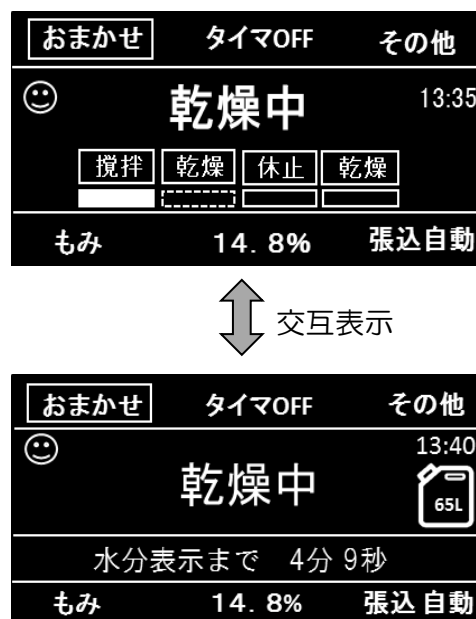 おまかせ タイマOFF その他
乾燥中 13:35
攪拌 乾燥 休止 乾燥
もみ 14.8% 張込自動
交互表示
おまかせ タイマOFF その他
13:40
乾燥中
65L
水分表示まで 4分 9秒
もみ 14.8% 張込自動